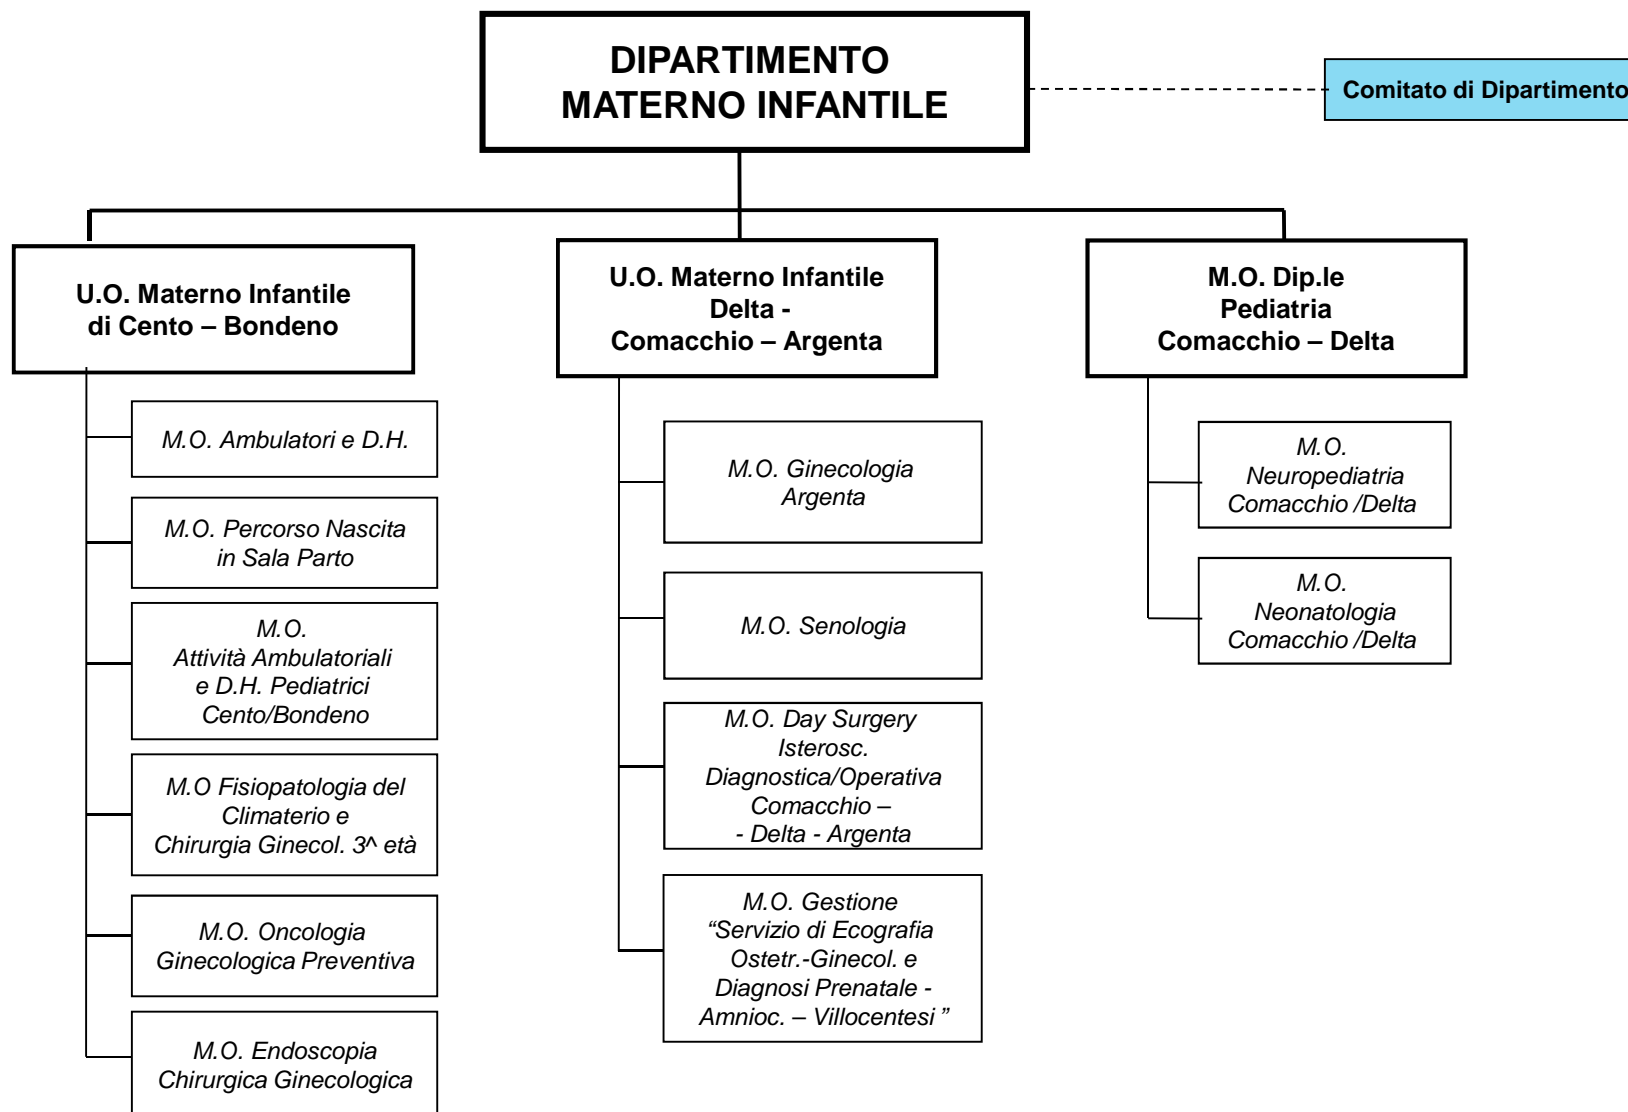 DIPARTIMENTO
MATERNO INFANTILE
Comitato di Dipartimento
U.O. Materno Infantile
di Cento – Bondeno
M.O. Ambulatori e D.H.
M.O. Percorso Nascita
in Sala Parto
M.O.
Attività Ambulatoriali
e D.H. Pediatrici
Cento/Bondeno
M.O Fisiopatologia del
Climaterio e
Chirurgia Ginecol. 3^ età
M.O. Oncologia
Ginecologica Preventiva
M.O. Endoscopia
Chirurgica Ginecologica
U.O. Materno Infantile
Delta -
Comacchio – Argenta
M.O. Ginecologia
Argenta
M.O. Senologia
M.O. Day Surgery
Isterosc.
Diagnostica/Operativa
Comacchio –
- Delta - Argenta
M.O. Gestione
“Servizio di Ecografia
Ostetr.-Ginecol. e
Diagnosi Prenatale -
Amnioc. – Villocentesi ”
M.O. Dip.le
Pediatria
Comacchio – Delta
M.O.
Neuropediatria
Comacchio /Delta
M.O.
Neonatologia
Comacchio /Delta